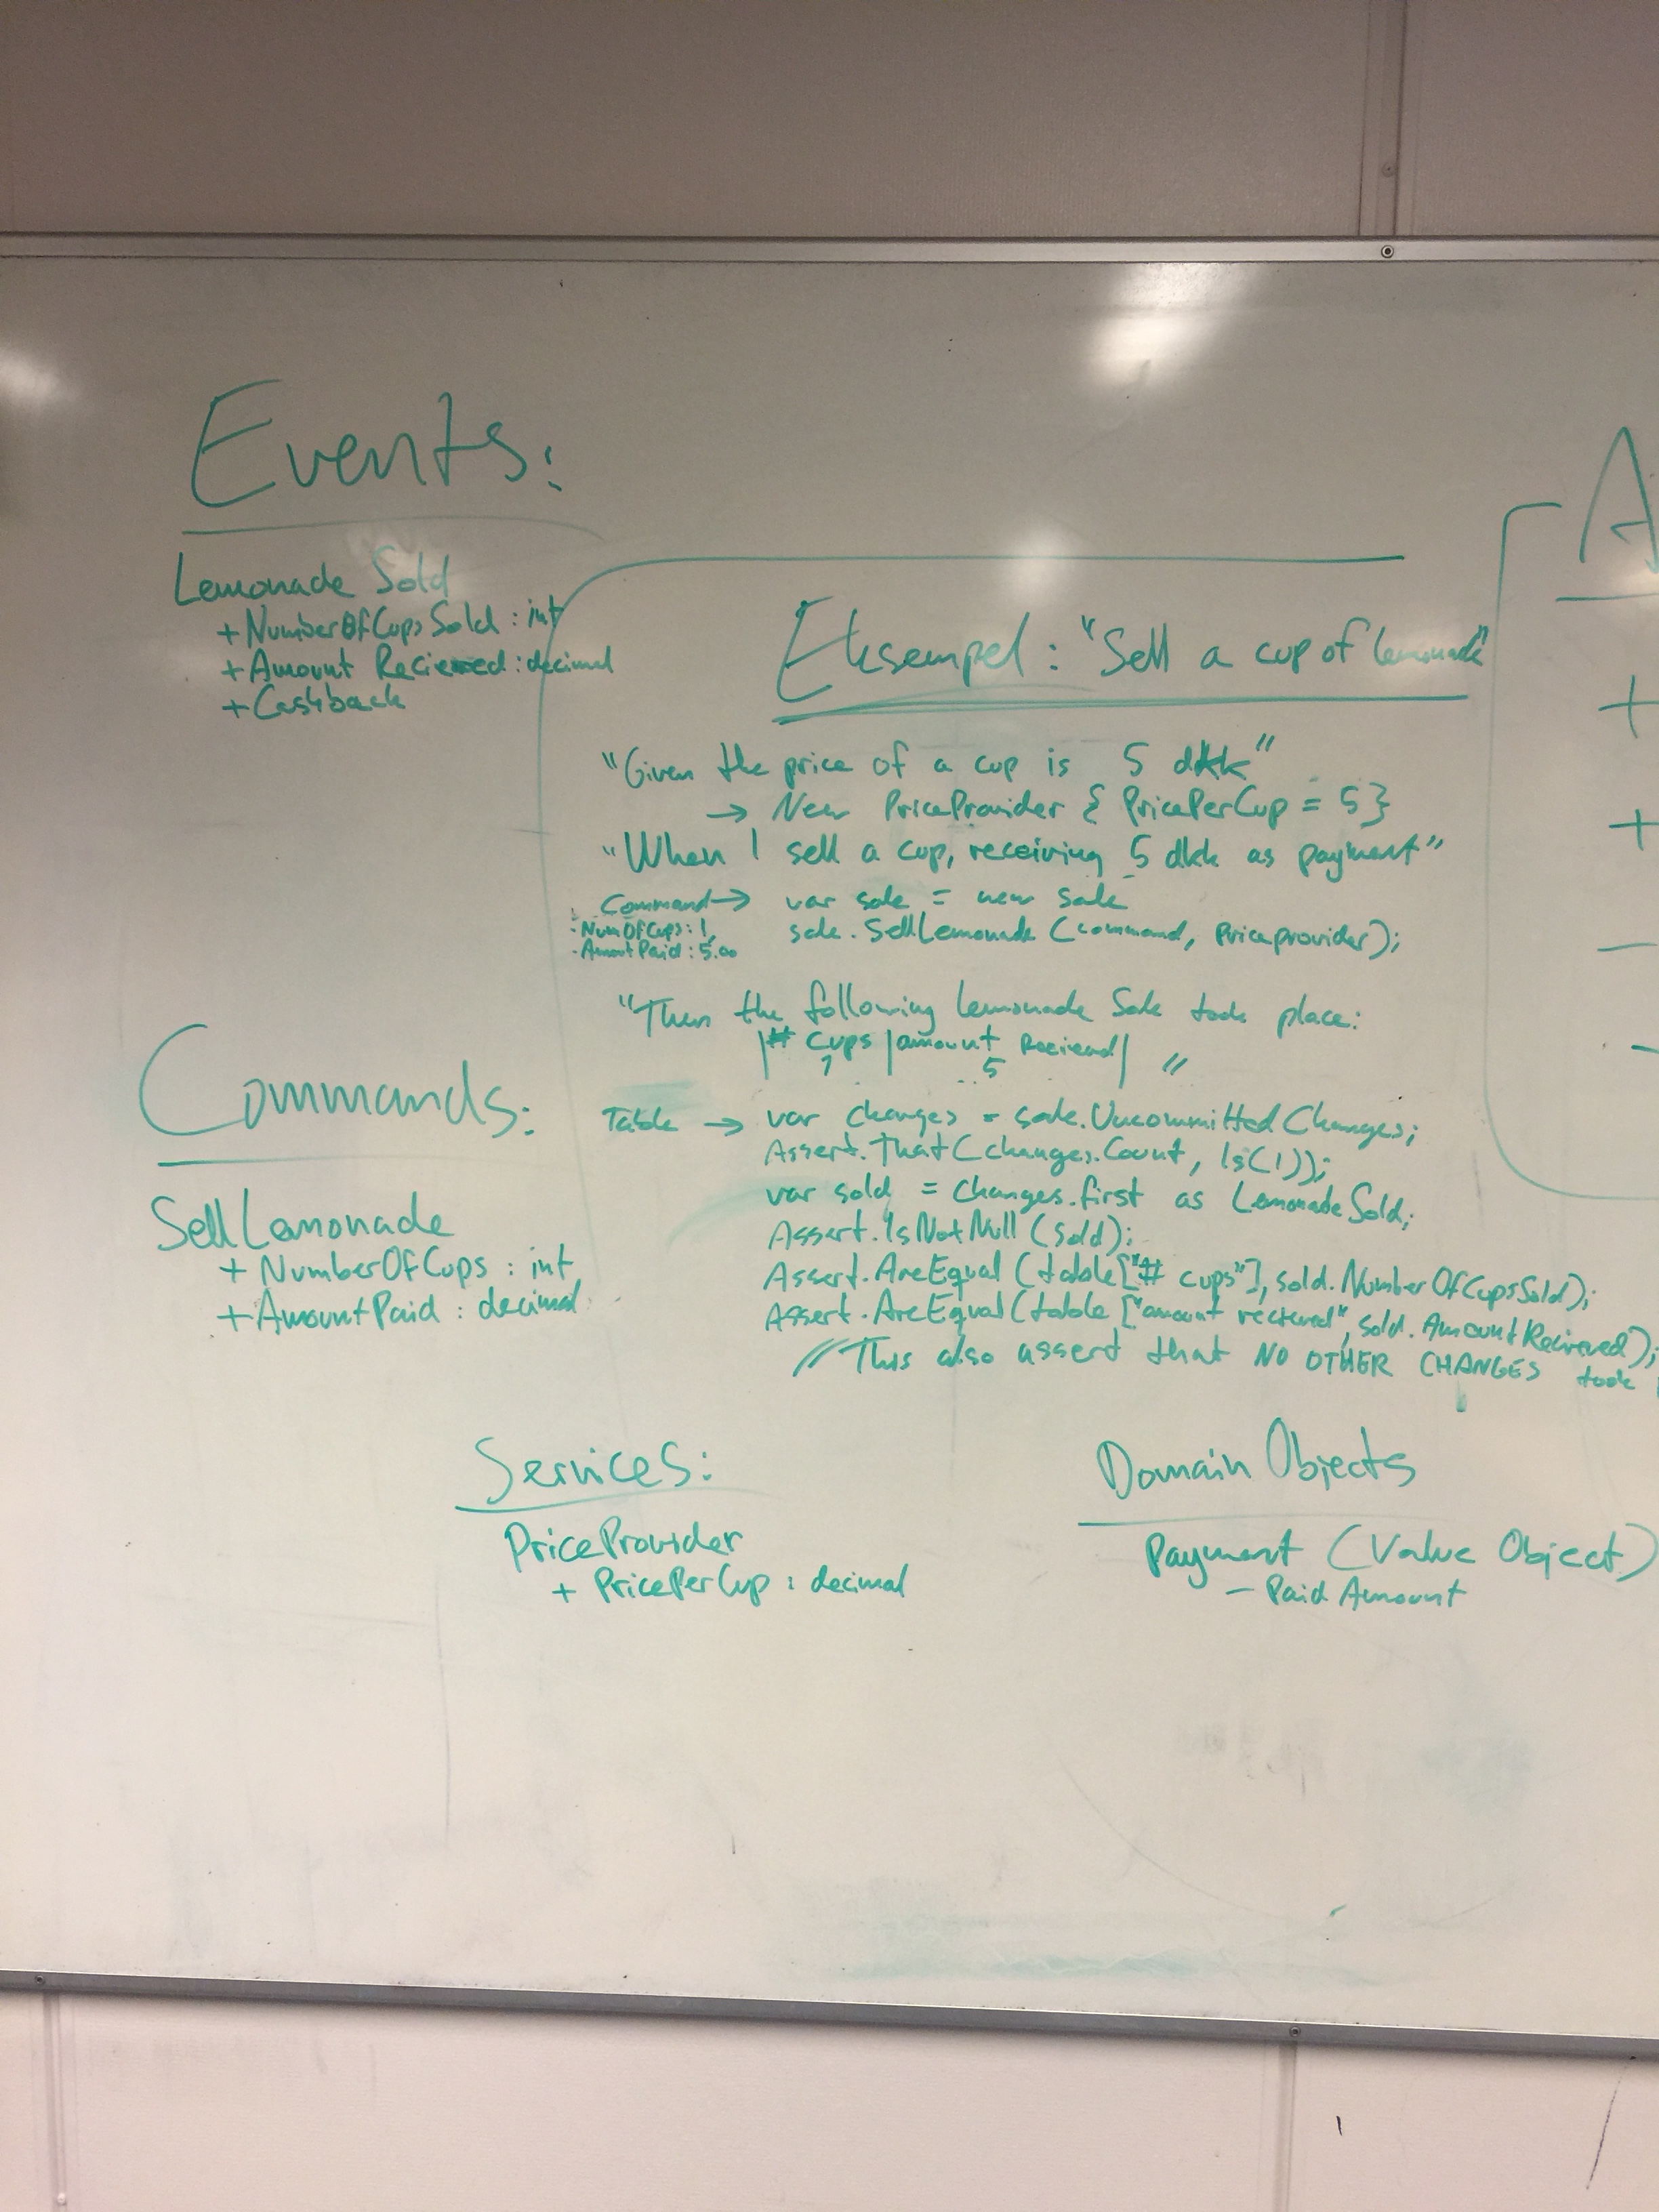 Events:
Lemonade Sold
+ NumberOfCupsSold : int
+ Amount Recieved : decimal
+ Cashback
Eksempel : "Sell a cup of lemonade"
"Given the price of a cup is 5 dkk"
→ New PriceProvider { PricePerCup = 5 }
"When I sell a cup, receiving 5 dkk as payment"
Command → var sale = new Sale
- NumOfCups : 1,
sale.SellLemonade (command, priceprovider);
- AmountPaid : 5.00
"Then the following Lemonade Sale took place:
|# Cups | amount Recieved|
1 5 "
Commands:
SellLemonade
+ NumberOfCups : int
+ AmountPaid : decimal
Table → var changes = sale.UncommittedChanges;
Assert.That(changes.Count, Is(1));
var sold = changes.first as LemonadeSold;
Assert.IsNotNull (sold);
Assert.AreEqual (table["# cups"], sold.NumberOfCupsSold);
Assert.AreEqual(table ["amount recieved", sold.AmountRecieved);
// This also assert that NO OTHER CHANGES took
Services:
PriceProvider
+ PricePerCup : decimal
Domain Objects
Payment (Value Object)
- Paid Amount
A
+
+
-
-